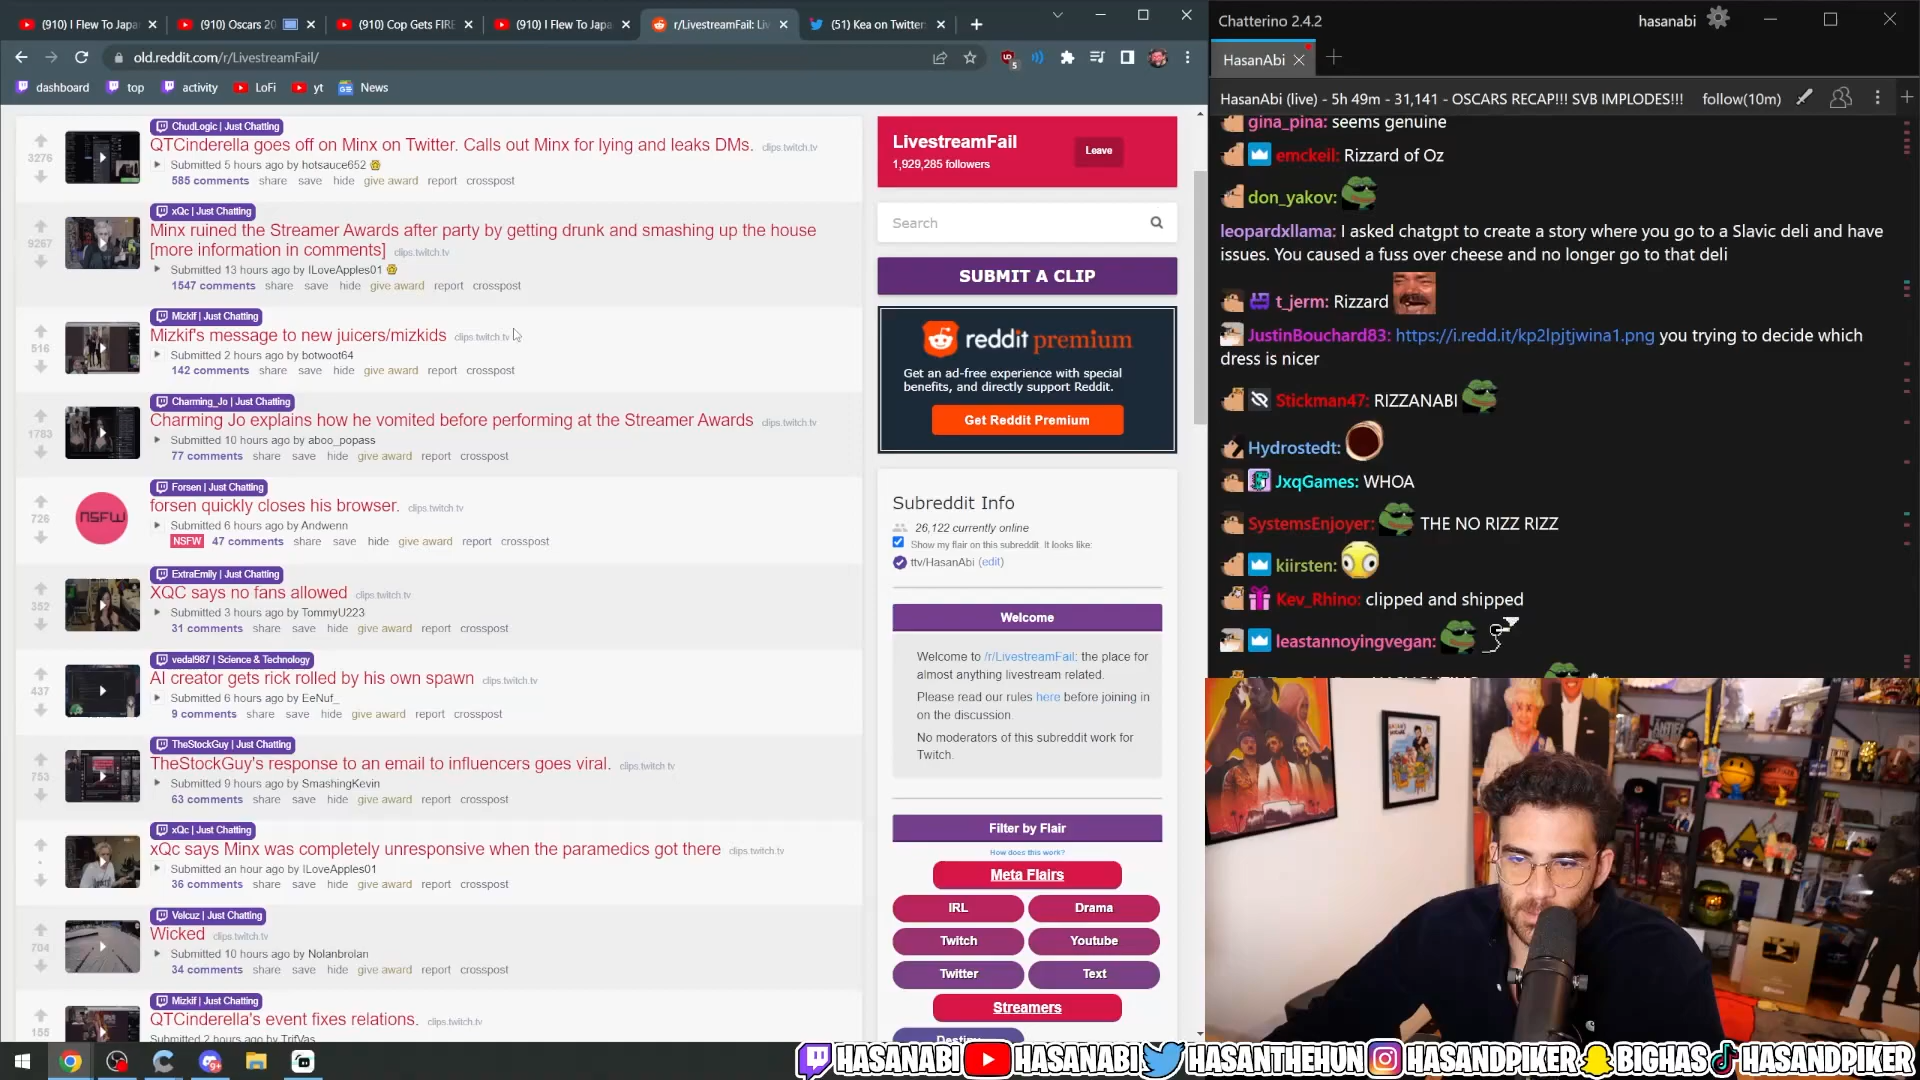 (910) I Flew To Japa
(910) Oscars 20
(910) Cop Gets FIRE
(910) I Flew To Japa
r/LivestreamFail: Liv
(51) Kea on Twitter:
old.reddit.com/r/LivestreamFail/
dashboard
top
activity
LoFi
yt
News
3276
ChudLogic | Just Chatting
QTCinderella goes off on Minx on Twitter. Calls out Minx for lying and leaks DMs. clips.twitch.tv
Submitted 5 hours ago by hotsauce652
585 comments share save hide give award report crosspost
9267
xQc | Just Chatting
Minx ruined the Streamer Awards after party by getting drunk and smashing up the house
[more information in comments] clips.twitch.tv
Submitted 13 hours ago by ILoveApples01
1547 comments share save hide give award report crosspost
516
Mizkif | Just Chatting
Mizkif's message to new juicers/mizkids clips.twitch.tv
Submitted 2 hours ago by botwoot64
142 comments share save hide give award report crosspost
1783
Charming_Jo | Just Chatting
Charming Jo explains how he vomited before performing at the Streamer Awards clips.twitch.tv
Submitted 10 hours ago by aboo_popass
77 comments share save hide give award report crosspost
726
NSFW
Forsen | Just Chatting
forsen quickly closes his browser. clips.twitch.tv
Submitted 6 hours ago by Andwenn
NSFW 47 comments share save hide give award report crosspost
352
ExtraEmily | Just Chatting
XQC says no fans allowed clips.twitch.tv
Submitted 3 hours ago by TommyU223
31 comments share save hide give award report crosspost
437
vedal987 | Science & Technology
AI creator gets rick rolled by his own spawn clips.twitch.tv
Submitted 6 hours ago by EeNuf_
9 comments share save hide give award report crosspost
753
TheStockGuy | Just Chatting
TheStockGuy's response to an email to influencers goes viral. clips.twitch.tv
Submitted 9 hours ago by SmashingKevin
63 comments share save hide give award report crosspost
xQc | Just Chatting
xQc says Minx was completely unresponsive when the paramedics got there clips.twitch.tv
Submitted an hour ago by ILoveApples01
36 comments share save hide give award report crosspost
704
Velcuz | Just Chatting
Wicked clips.twitch.tv
Submitted 10 hours ago by Nolanbrolan
34 comments share save hide give award report crosspost
155
Mizkif | Just Chatting
QTCinderella's event fixes relations. clips.twitch.tv
Submitted 2 hours ago by TrifVas
LivestreamFail
1,929,285 followers
Leave
Search
SUBMIT A CLIP
reddit premium
Get an ad-free experience with special
benefits, and directly support Reddit.
Get Reddit Premium
Subreddit Info
26,122 currently online
Show my flair on this subreddit. It looks like:
ttv/HasanAbi (edit)
Welcome
Welcome to /r/LivestreamFail: the place for
almost anything livestream related.
Please read our rules here before joining in
on the discussion.
No moderators of this subreddit work for
Twitch.
Filter by Flair
How does this work?
Meta Flairs
IRL
Drama
Twitch
Youtube
Twitter
Text
Streamers
Destiny
Chatterino 2.4.2
hasanabi
HasanAbi
HasanAbi (live) - 5h 49m - 31,141 - OSCARS RECAP!!! SVB IMPLODES!!! follow(10m)
gina_pina: seems genuine
emckeil: Rizzard of Oz
don_yakov:
leopardxllama: I asked chatgpt to create a story where you go to a Slavic deli and have
issues. You caused a fuss over cheese and no longer go to that deli
t_jerm: Rizzard
JustinBouchard83: https://i.redd.it/kp2lpjtjwina1.png you trying to decide which
dress is nicer
Stickman47: RIZZANABI
Hydrostedt:
JxqGames: WHOA
SystemsEnjoyer: THE NO RIZZ RIZZ
kiirsten:
Kev_Rhino: clipped and shipped
leastannoyingvegan:
HASANABI HASANABI HASANTHEHUN HASANDPIKER BIGHAS HASANDPIKER